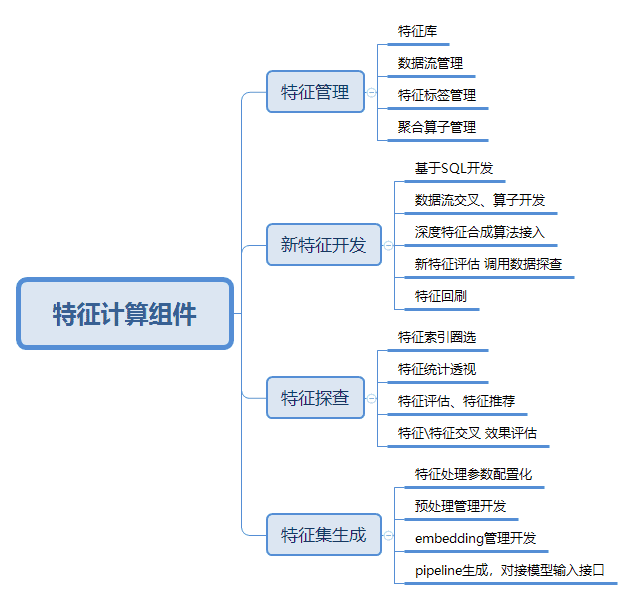 特征计算组件
特征管理
特征库
数据流管理
特征标签管理
聚合算子管理
新特征开发
基于SQL开发
数据流交叉、算子开发
深度特征合成算法接入
新特征评估 调用数据探查
特征回刷
特征探查
特征索引圈选
特征统计透视
特征评估、特征推荐
特征\特征交叉 效果评估
特征集生成
特征处理参数配置化
预处理管理开发
embedding管理开发
pipeline生成，对接模型输入接口